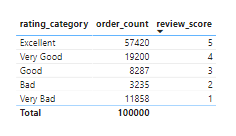 rating_category order_count review_score
Excellent 57420 5
Very Good 19200 4
Good 8287 3
Bad 3235 2
Very Bad 11858 1
Total 100000